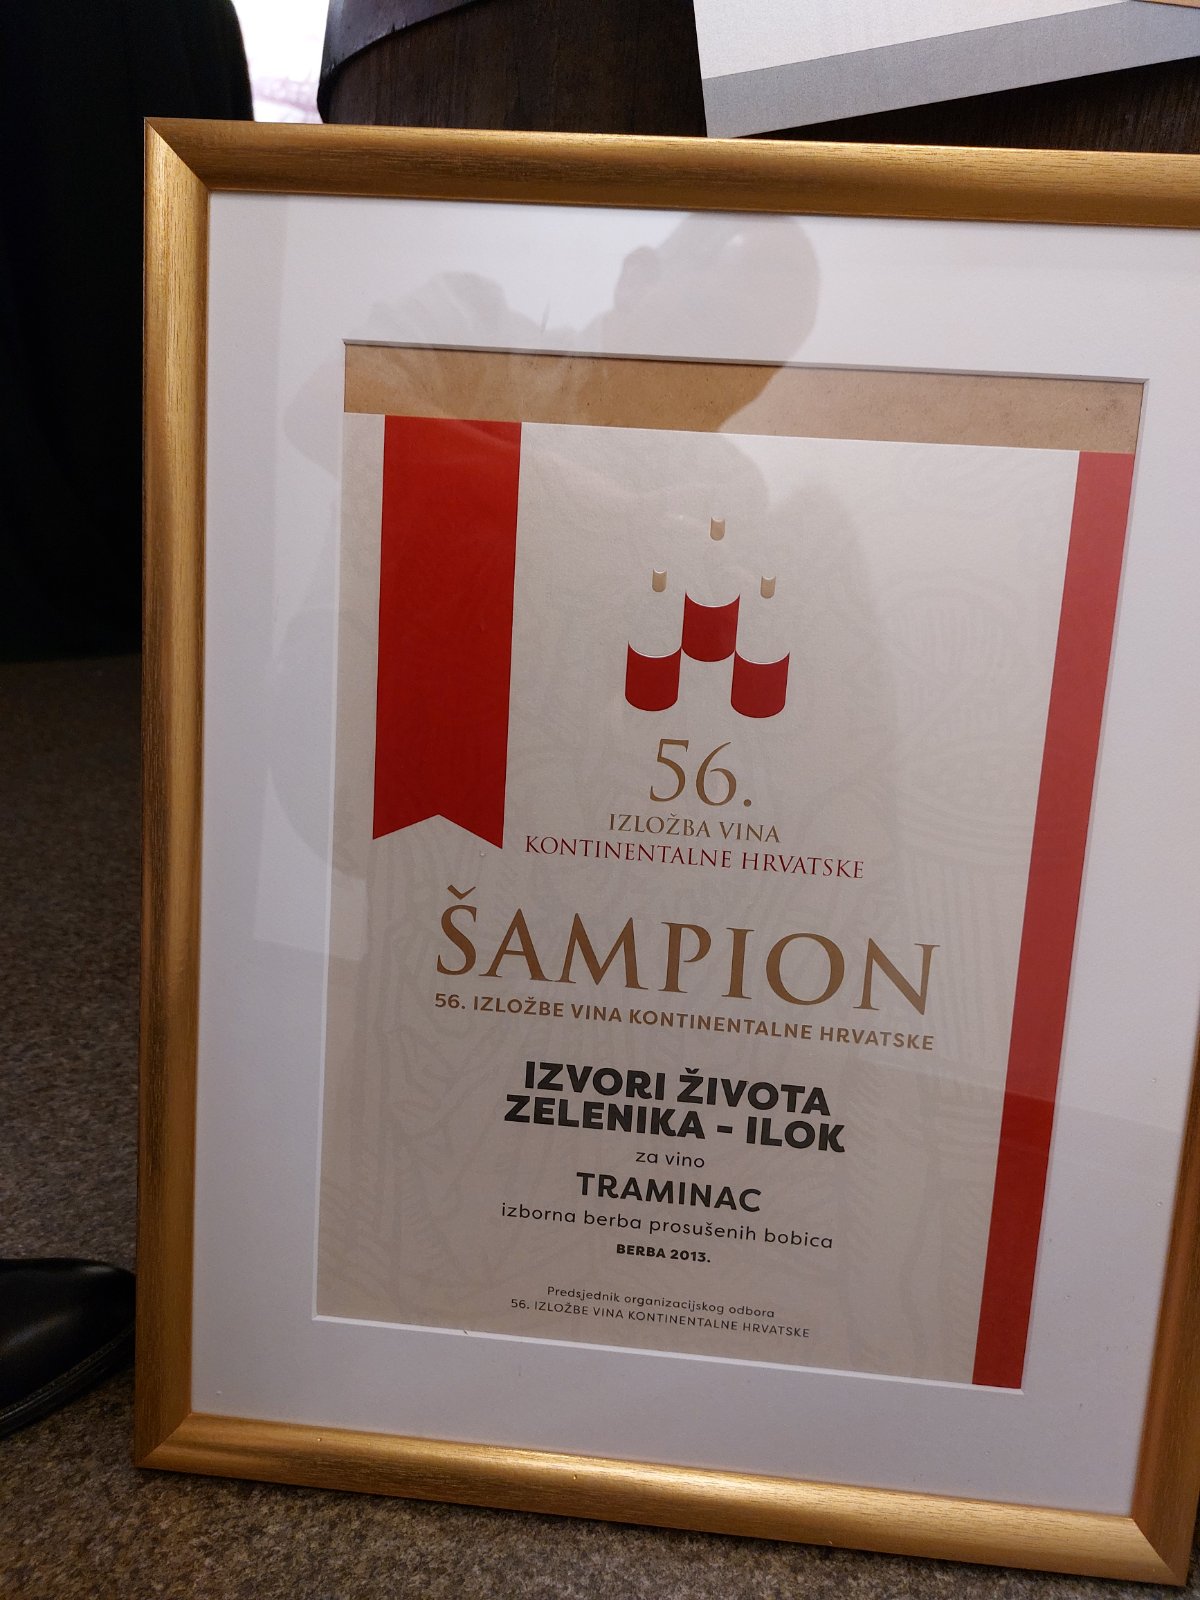 56.
IZLOŽBA VINA
KONTINENTALNE HRVATSKE
ŠAMPION
56. IZLOŽBE VINA KONTINENTALNE HRVATSKE
IZVORI ŽIVOTA
ZELENIKA - ILOK
za vino
TRAMINAC
izborna berba prosušenih bobica
BERBA 2013.
Predsjednik organizacijskog odbora
56. IZLOŽBE VINA KONTINENTALNE HRVATSKE